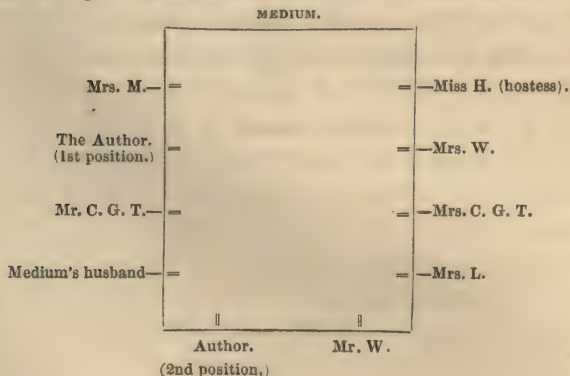 MEDIUM.
Mrs. M.— —Miss H. (hostess).
The Author.
(1st position.) —Mrs. W.
Mr. C. G. T.— —Mrs. C. G. T.
Medium's husband— —Mrs. L.
Author. Mr. W.
(2nd position,)